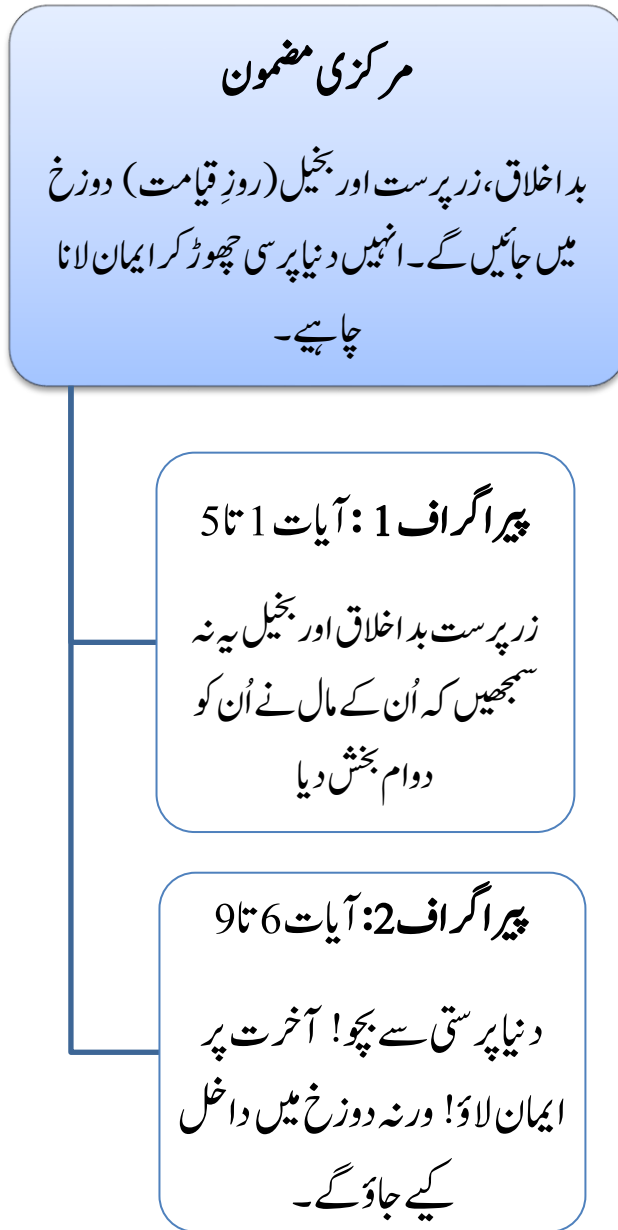 مرکزی مضمون
بد اخلاق، زر پرست اور بخیل (روزِ قیامت) دوزخ
میں جائیں گے۔ انہیں دنیا پرسی چھوڑ کر ایمان لانا
چاہیے۔
پیراگراف 1 : آیات 1 تا 5
زر پرست بد اخلاق اور بخیل یہ نہ
سمجھیں کہ اُن کے مال نے اُن کو
دوام بخش دیا
پیراگراف 2: آیات 6 تا 9
دنیا پرستی سے بچو! آخرت پر
ایمان لاؤ! ورنہ دوزخ میں داخل
کیے جاؤ گے۔